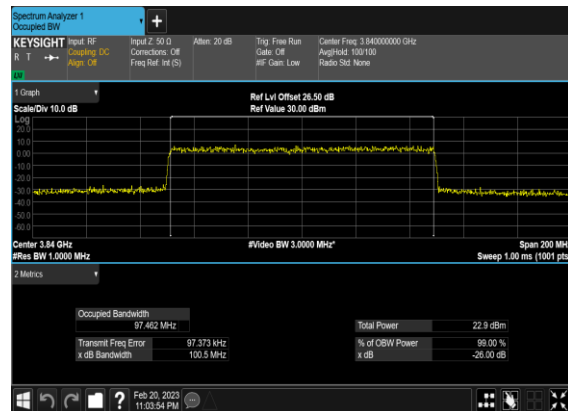 Spectrum Analyzer 1
Occupied BW
+
KEYSIGHT Input: RF Input Z: 50 Ω Atten: 20 dB Trig: Free Run Center Freq: 3.840000000 GHz
R T Coupling: DC Corrections: Off Gate: Off Avg|Hold: 100/100
Align: Off Freq Ref: Int (S) #IF Gain: Low Radio Std: None
1 Graph
Ref Lvl Offset 26.50 dB
Scale/Div 10.0 dB Ref Value 30.00 dBm
Log
20.0
10.0
0.00
-10.0
-20.0
-30.0
-40.0
-50.0
-60.0
Center 3.84 GHz #Video BW 3.0000 MHz* Span 200 MH
#Res BW 1.0000 MHz Sweep 1.00 ms (1001 pts
2 Metrics
Occupied Bandwidth
97.462 MHz Total Power 22.9 dBm
Transmit Freq Error 97.373 kHz % of OBW Power 99.00 %
x dB Bandwidth 100.5 MHz x dB -26.00 dB
? Feb 20, 2023
11:03:54 PM